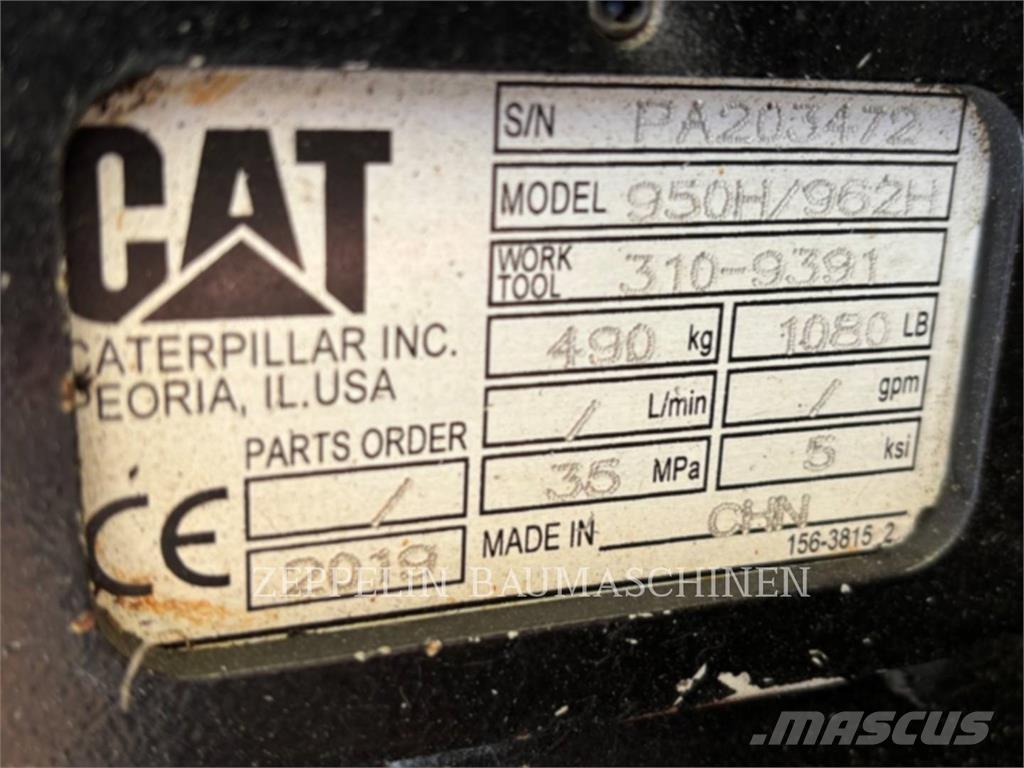 CAT
CATERPILLAR INC.
PEORIA, IL.USA
S/N PA203472
MODEL 950H/962H
WORK TOOL 310-9391
490 kg 1080 LB
/ L/min / gpm
35 MPa 5 ksi
PARTS ORDER
/
2019
CE
MADE IN CHN
156-3815 2
ZEPPELIN BAUMASCHINEN
MASCUS